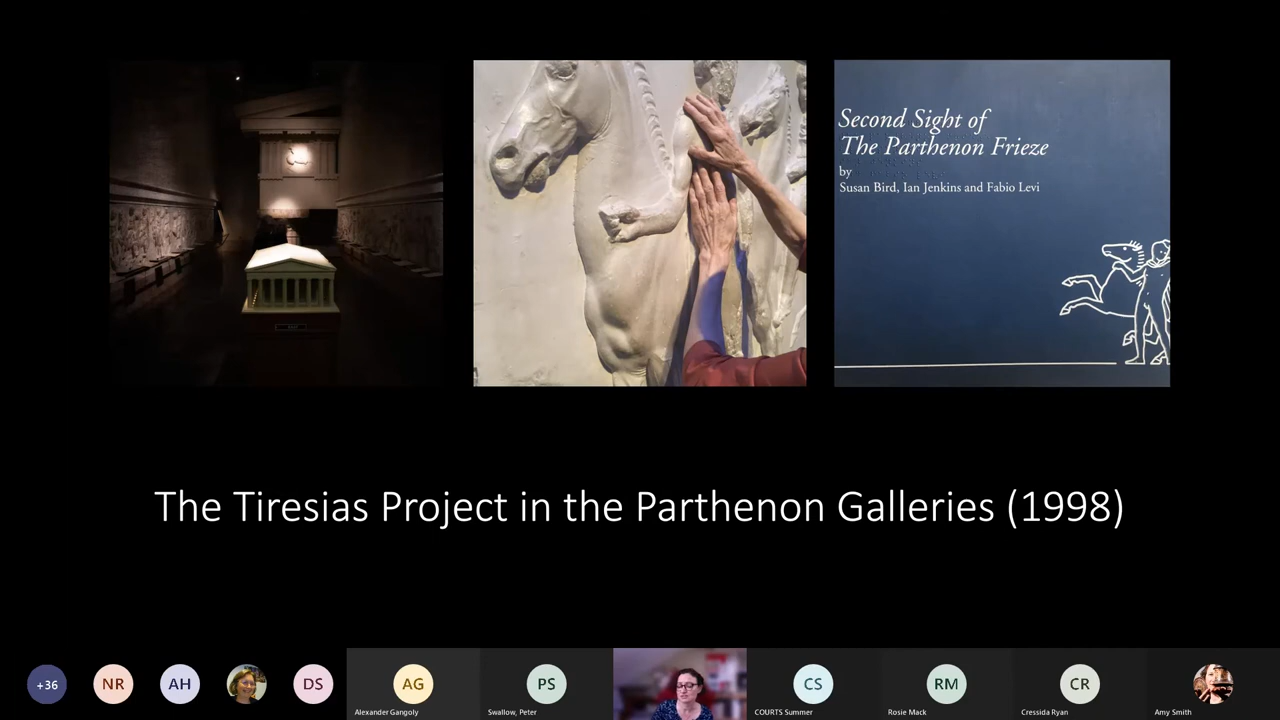 Second Sight of
The Parthenon Frieze
by
Susan Bird, Ian Jenkins and Fabio Levi
The Tiresias Project in the Parthenon Galleries (1998)
+36
NR
AH
DS
AG
PS
CS
RM
CR
Alexander Gangoly
Swallow, Peter
COURTS Summer
Rosie Mack
Cressida Ryan
Amy Smith